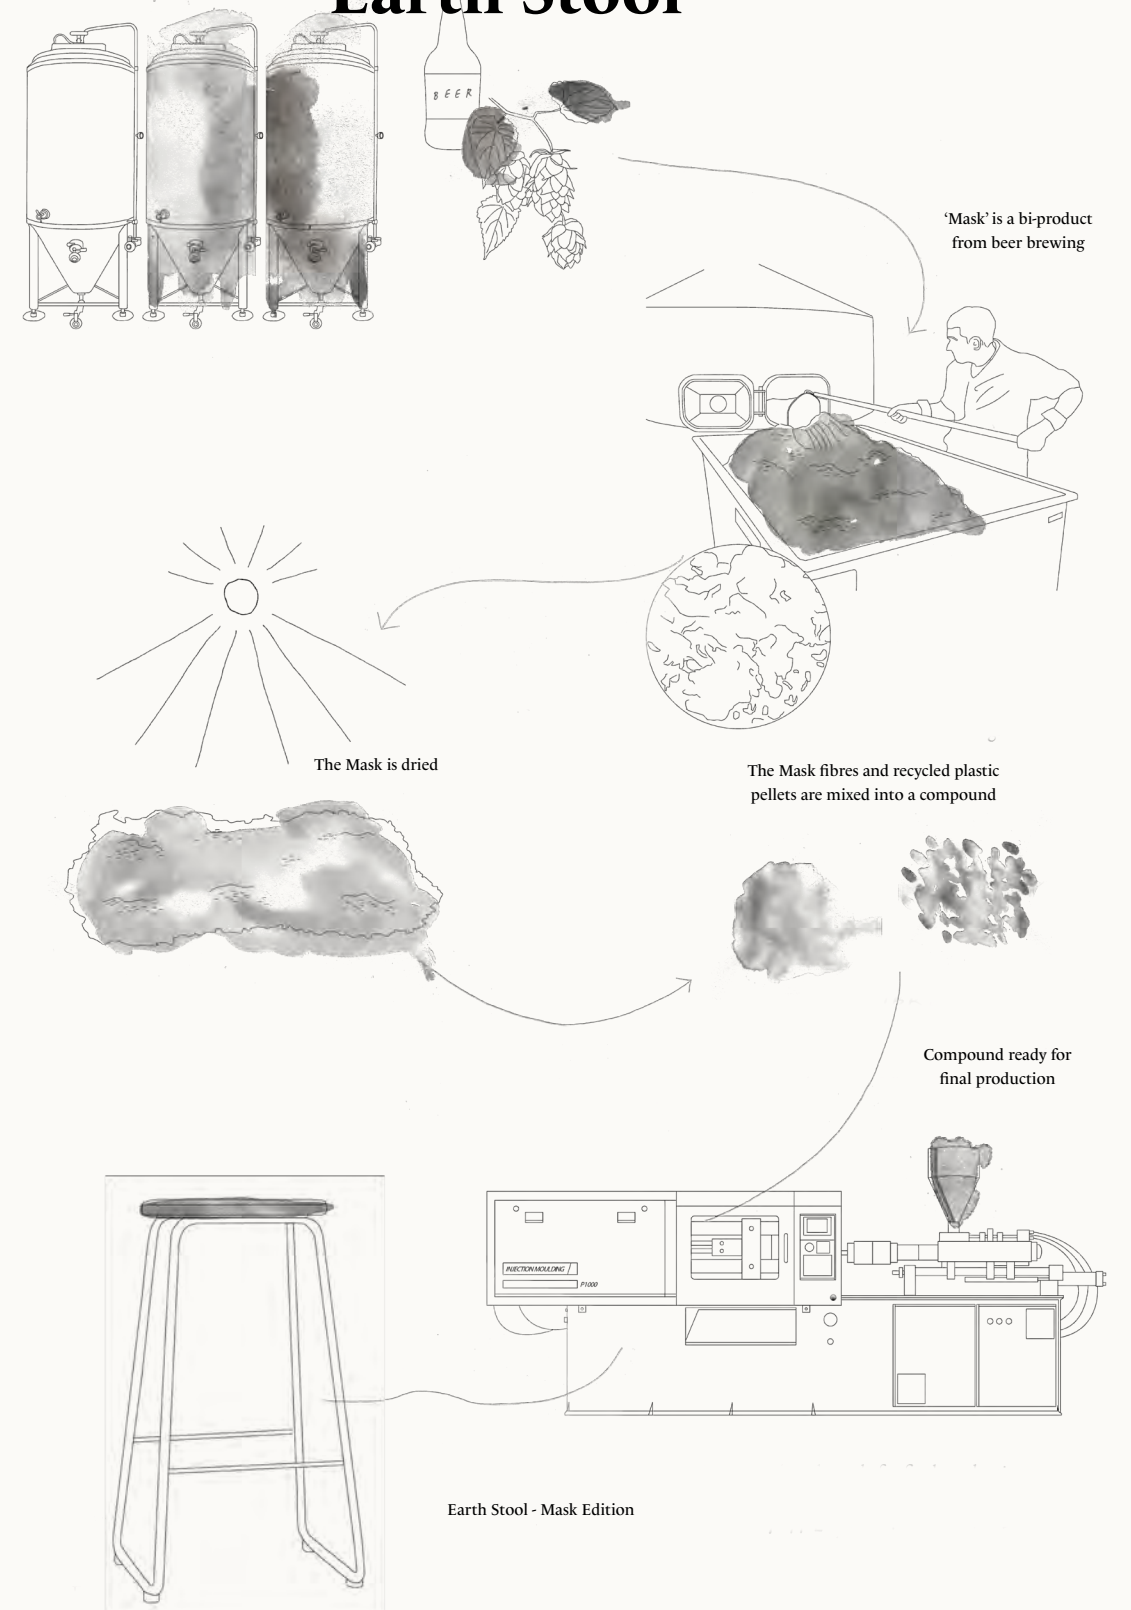 Earth Stool
BEER
‘Mask’ is a bi-product
from beer brewing
The Mask is dried
The Mask fibres and recycled plastic
pellets are mixed into a compound
Compound ready for
final production
INJECTION MOULDING
P1000
Earth Stool - Mask Edition